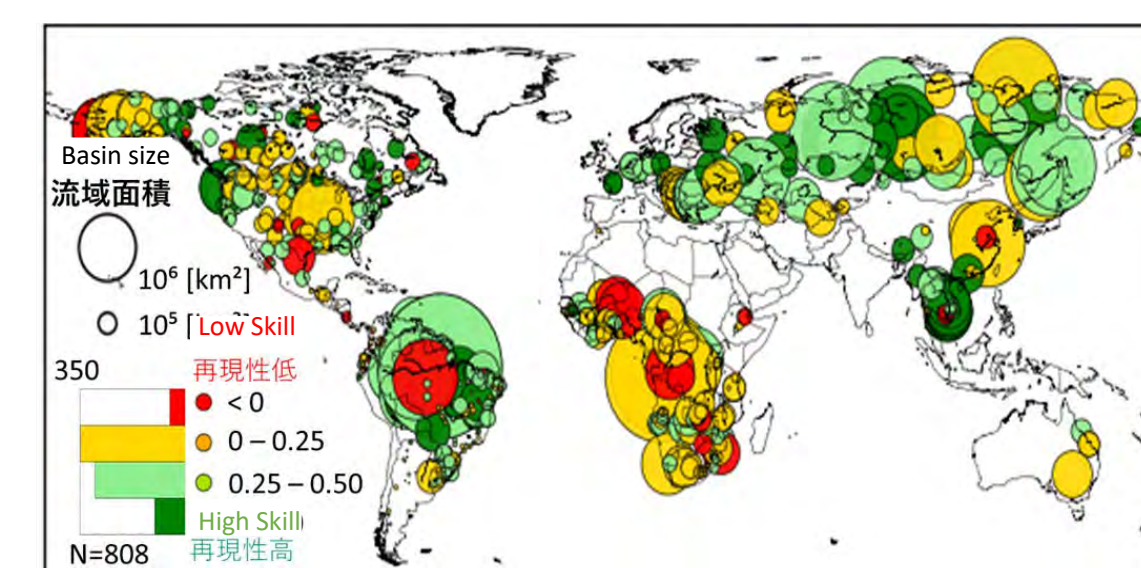 Basin size
流域面積
10⁶ [km²]
10⁵ [
Low Skill
350
再現性低
< 0
0 – 0.25
0.25 – 0.50
High Skill
N=808
再現性高